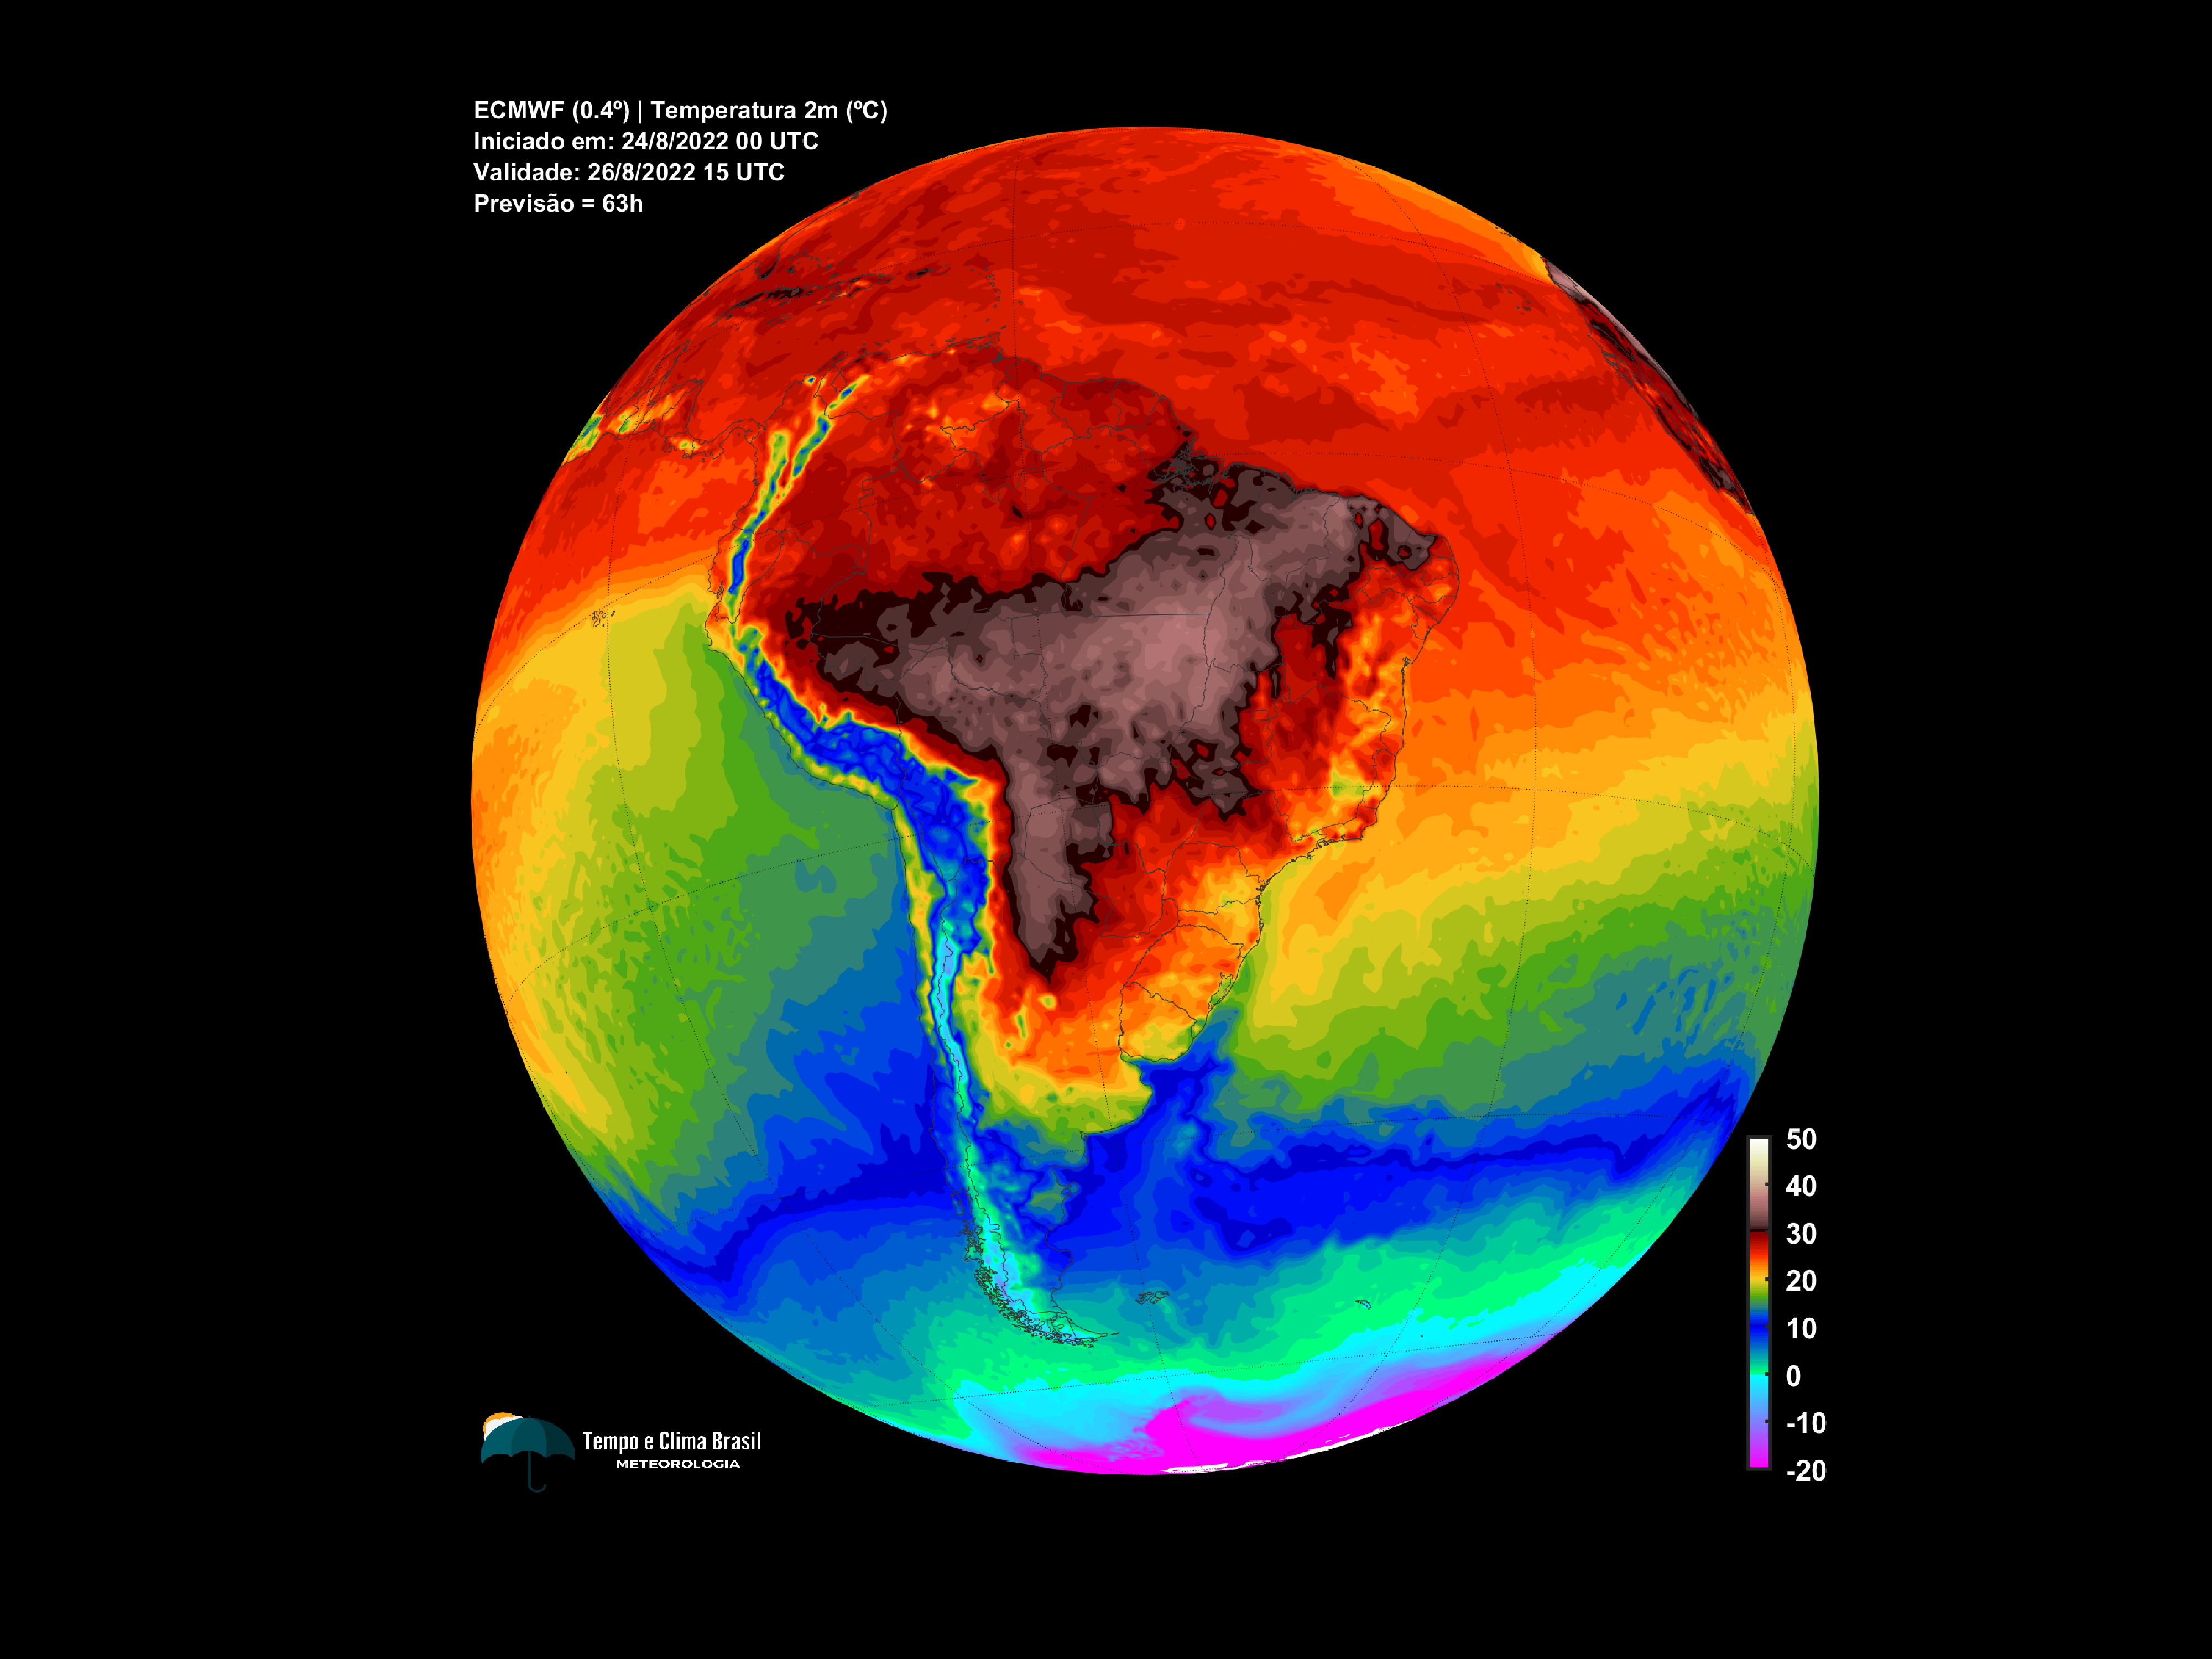 ECMWF (0.4º) | Temperatura 2m (ºC)
Iniciado em: 24/8/2022 00 UTC
Validade: 26/8/2022 15 UTC
Previsão = 63h
50
40
30
20
10
0
-10
-20
Tempo e Clima Brasil
METEOROLOGIA